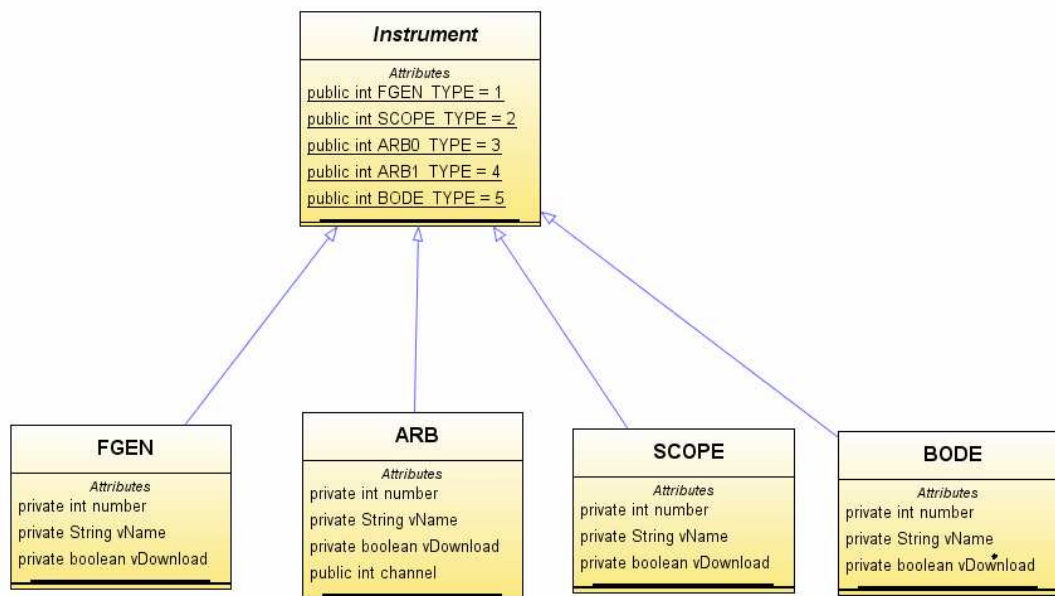 Instrument
Attributes
public int FGEN_TYPE = 1
public int SCOPE_TYPE = 2
public int ARB0_TYPE = 3
public int ARB1_TYPE = 4
public int BODE_TYPE = 5
FGEN
Attributes
private int number
private String vName
private boolean vDownload
ARB
Attributes
private int number
private String vName
private boolean vDownload
public int channel
SCOPE
Attributes
private int number
private String vName
private boolean vDownload
BODE
Attributes
private int number
private String vName
private boolean vDownload